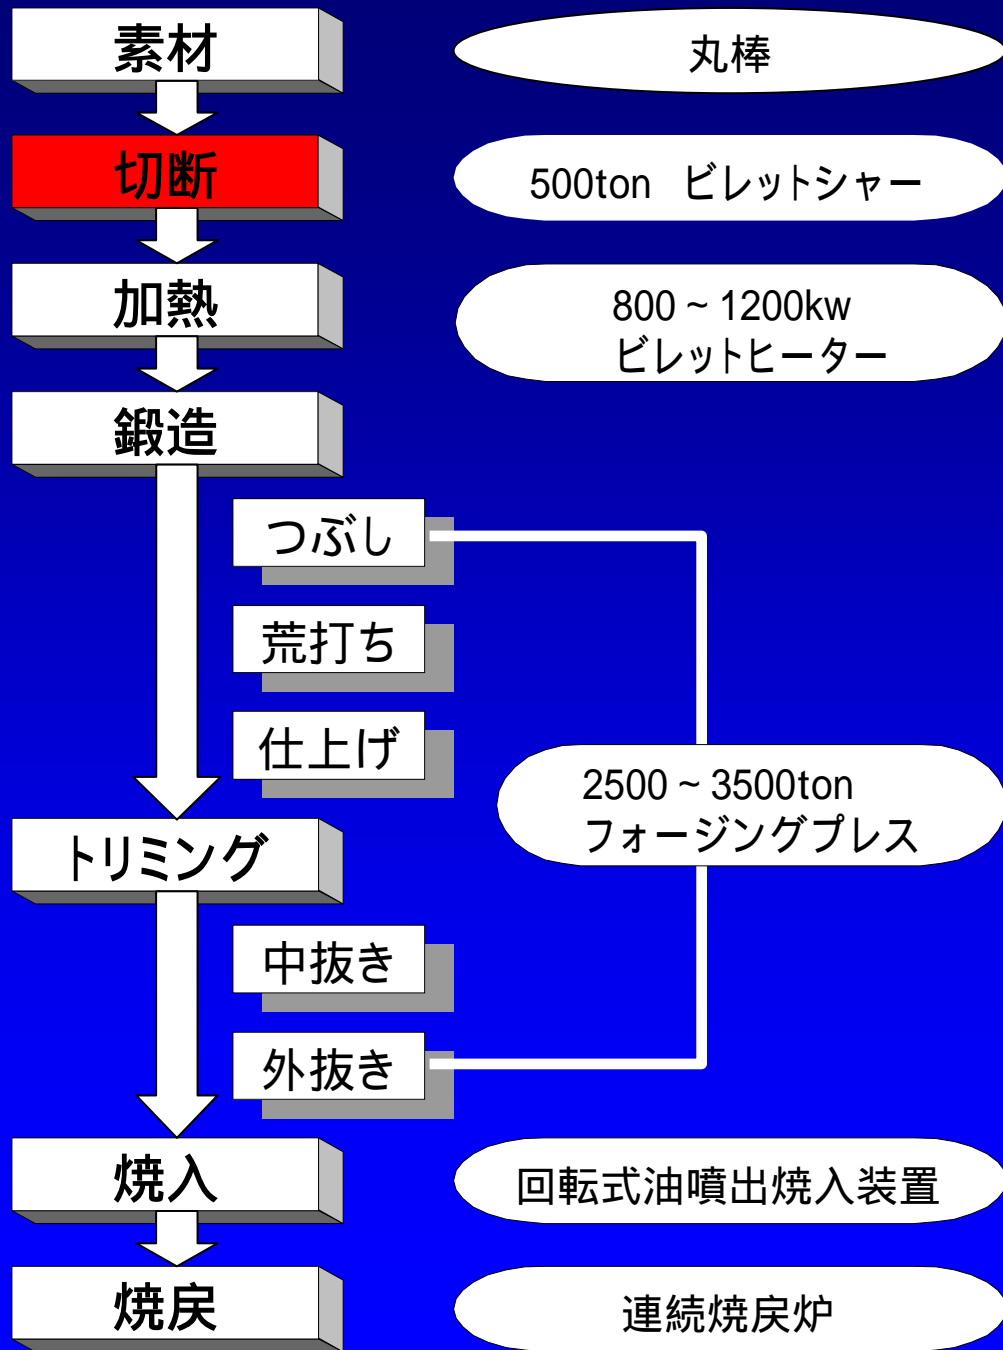 素材
丸棒
切断
500ton ビレットシャー
加熱
800 ~ 1200kw
ビレットヒーター
鍛造
つぶし
荒打ち
仕上げ
2500 ~ 3500ton
フォージングプレス
トリミング
中抜き
外抜き
焼入
回転式油噴出焼入装置
焼戻
連続焼戻炉